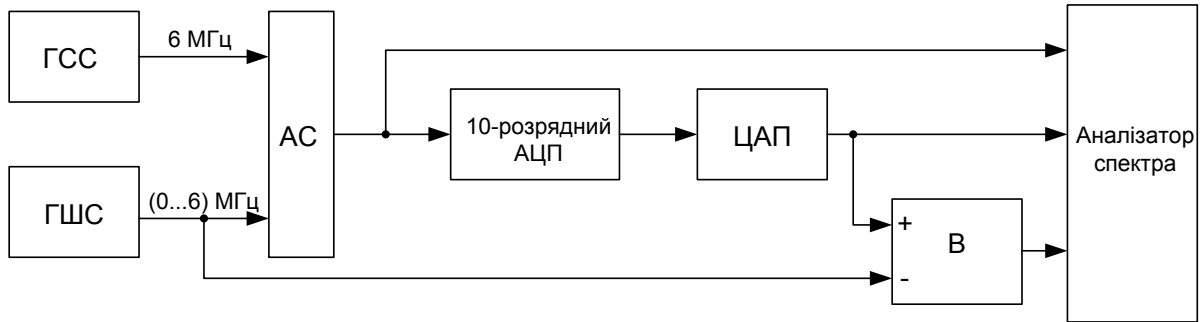 ГСС
6 МГц
АС
10-розрядний
АЦП
ЦАП
Аналізатор
спектра
ГШС
(0...6) МГц
+
В
-